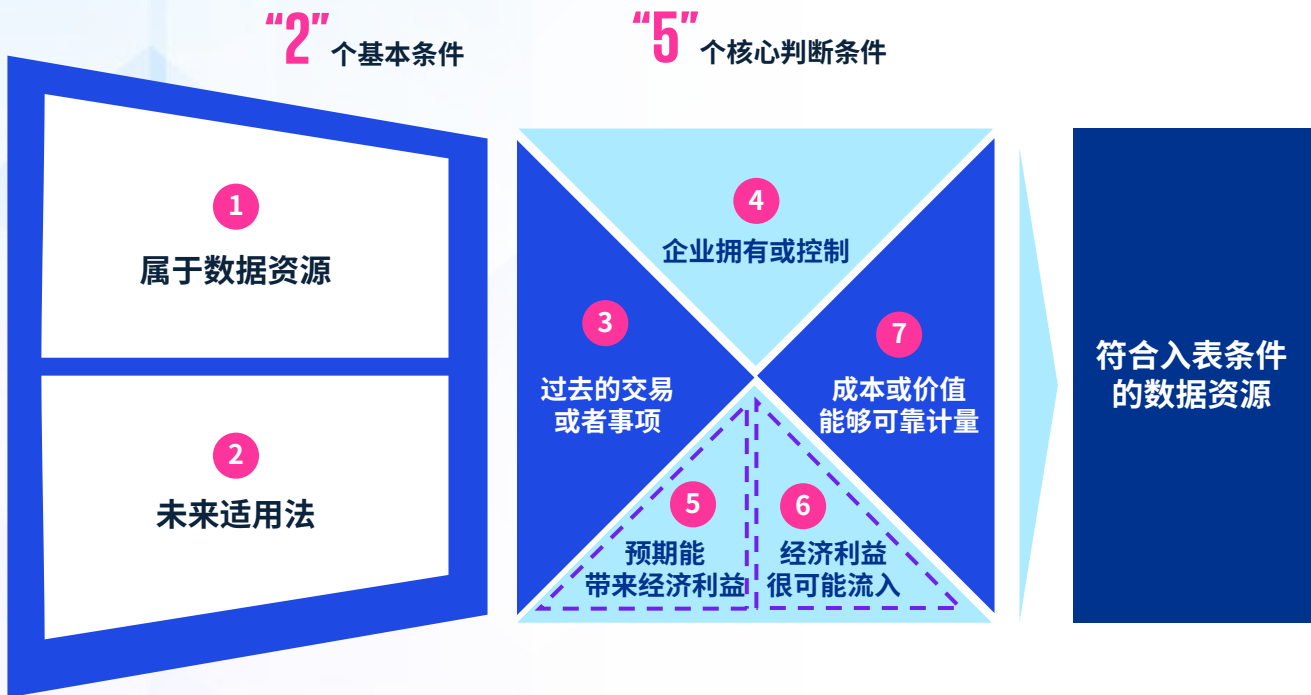 “2”个基本条件
“5”个核心判断条件
1
属于数据资源
2
未来适用法
3
过去的交易
或者事项
4
企业拥有或控制
5
预期能
带来经济利益
6
经济利益
很可能流入
7
成本或价值
能够可靠计量
符合入表条件
的数据资源